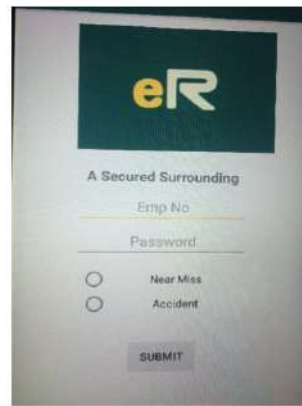 eR
A Secured Surrounding
Emp No
Password
Near Miss
Accident
SUBMIT